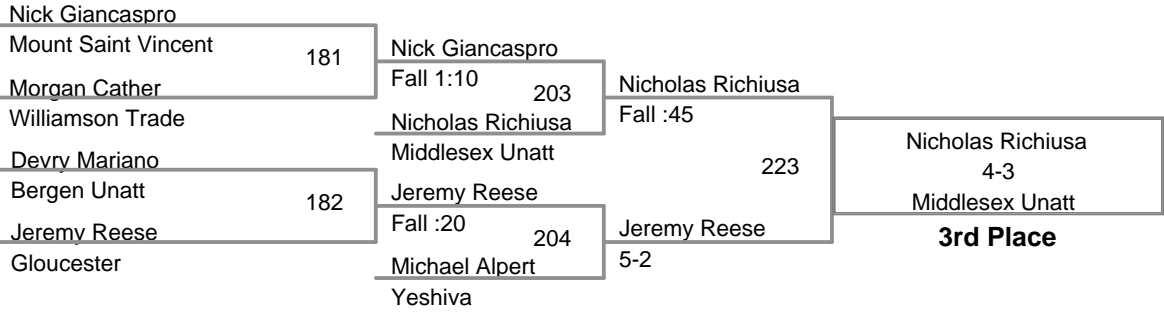 Nick Giancaspro
Mount Saint Vincent
181
Morgan Cather
Williamson Trade
Devry Mariano
Bergen Unatt
182
Jeremy Reese
Gloucester
Nick Giancaspro
Fall 1:10
203
Nicholas Richiusa
Middlesex Unatt
Jeremy Reese
Fall :20
204
Michael Alpert
Yeshiva
Nicholas Richiusa
Fall :45
223
Jeremy Reese
5-2
Nicholas Richiusa
4-3
Middlesex Unatt
3rd Place